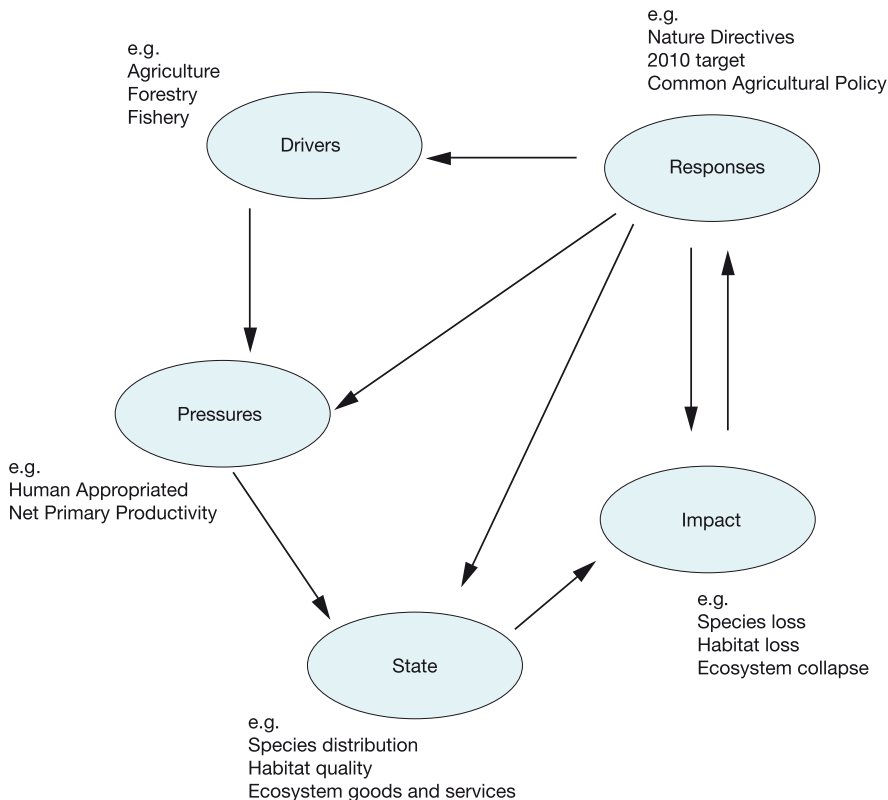 e.g.
Nature Directives
2010 target
Common Agricultural Policy
e.g.
Agriculture
Forestry
Fishery
Drivers
Responses
Pressures
e.g.
Human Appropriated
Net Primary Productivity
Impact
e.g.
Species loss
Habitat loss
Ecosystem collapse
State
e.g.
Species distribution
Habitat quality
Ecosystem goods and services